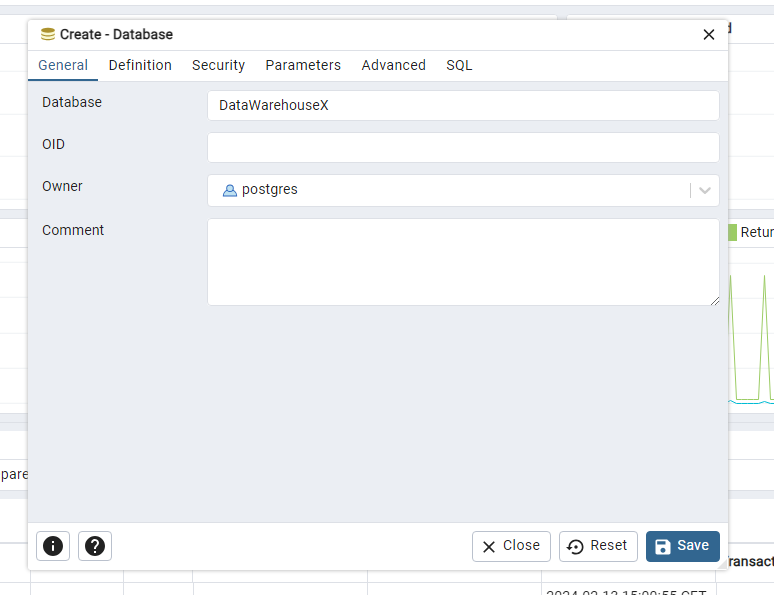 Create - Database
General Definition Security Parameters Advanced SQL
Database DataWarehouseX
OID
Owner postgres
Comment
Retur
pare
Close Reset Save
ransact
2024-02-13 15:00:55 CET